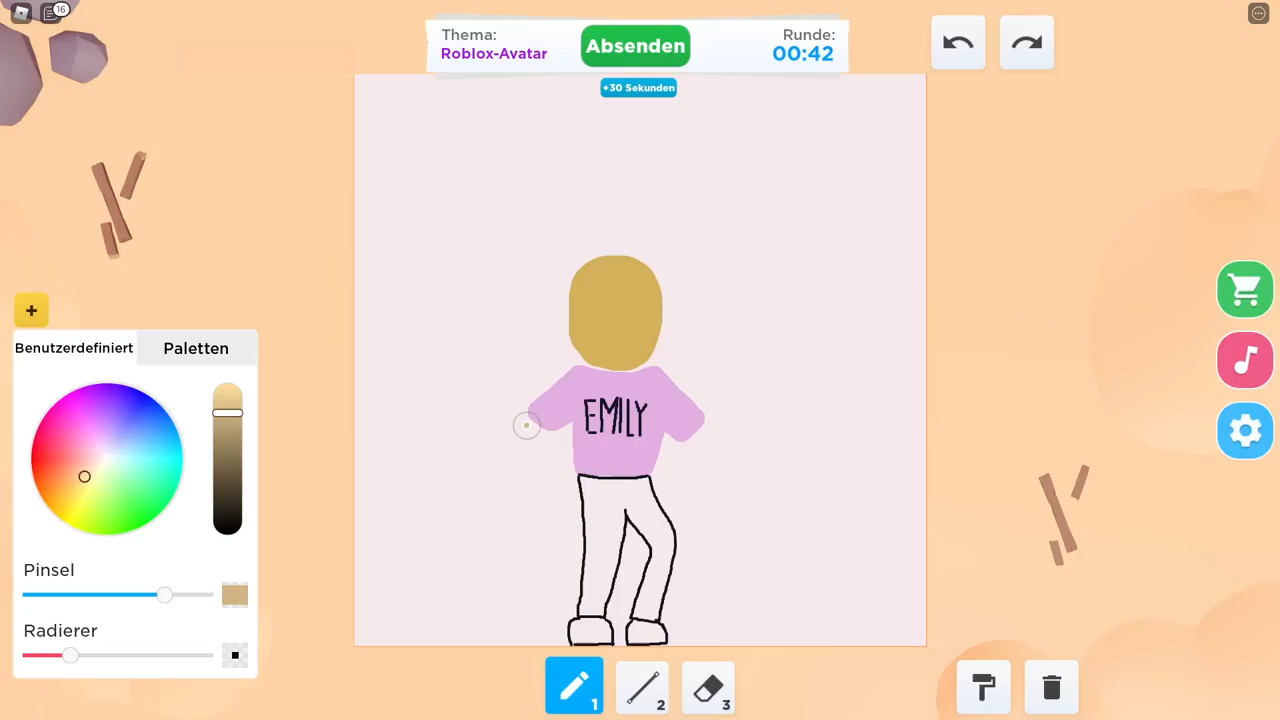 16
Thema:
Roblox-Avatar
Absenden
Runde:
00:42
+30 Sekunden
EMILY
+
Benutzerdefiniert
Paletten
Pinsel
Radierer
1
2
3